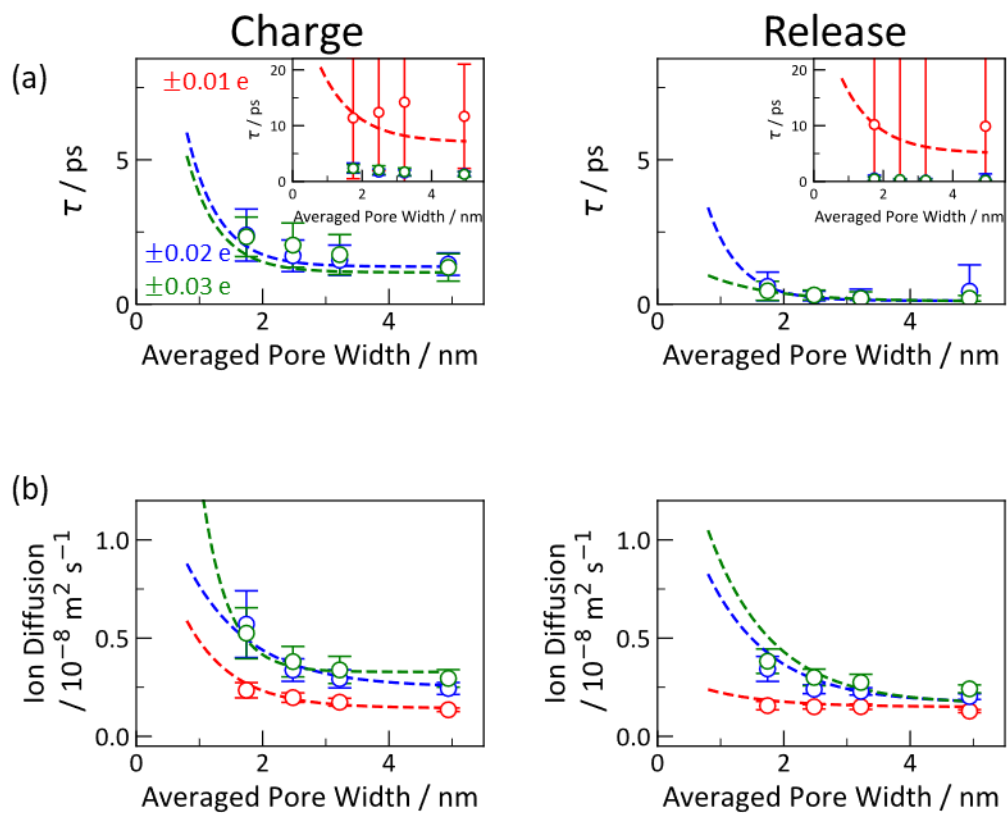 Charge
Release
(a)
±0.01 e
±0.02 e
±0.03 e
5
0
τ / ps
0
2
4
Averaged Pore Width / nm
20
10
0
τ / ps
0
2
4
Averaged Pore Width / nm
5
0
τ / ps
0
2
4
Averaged Pore Width / nm
20
10
0
τ / ps
0
2
4
Averaged Pore Width / nm
(b)
Ion Diffusion
/ 10⁻⁸ m² s⁻¹
1.0
0.5
0.0
0
2
4
Averaged Pore Width / nm
Ion Diffusion
/ 10⁻⁸ m² s⁻¹
1.0
0.5
0.0
0
2
4
Averaged Pore Width / nm